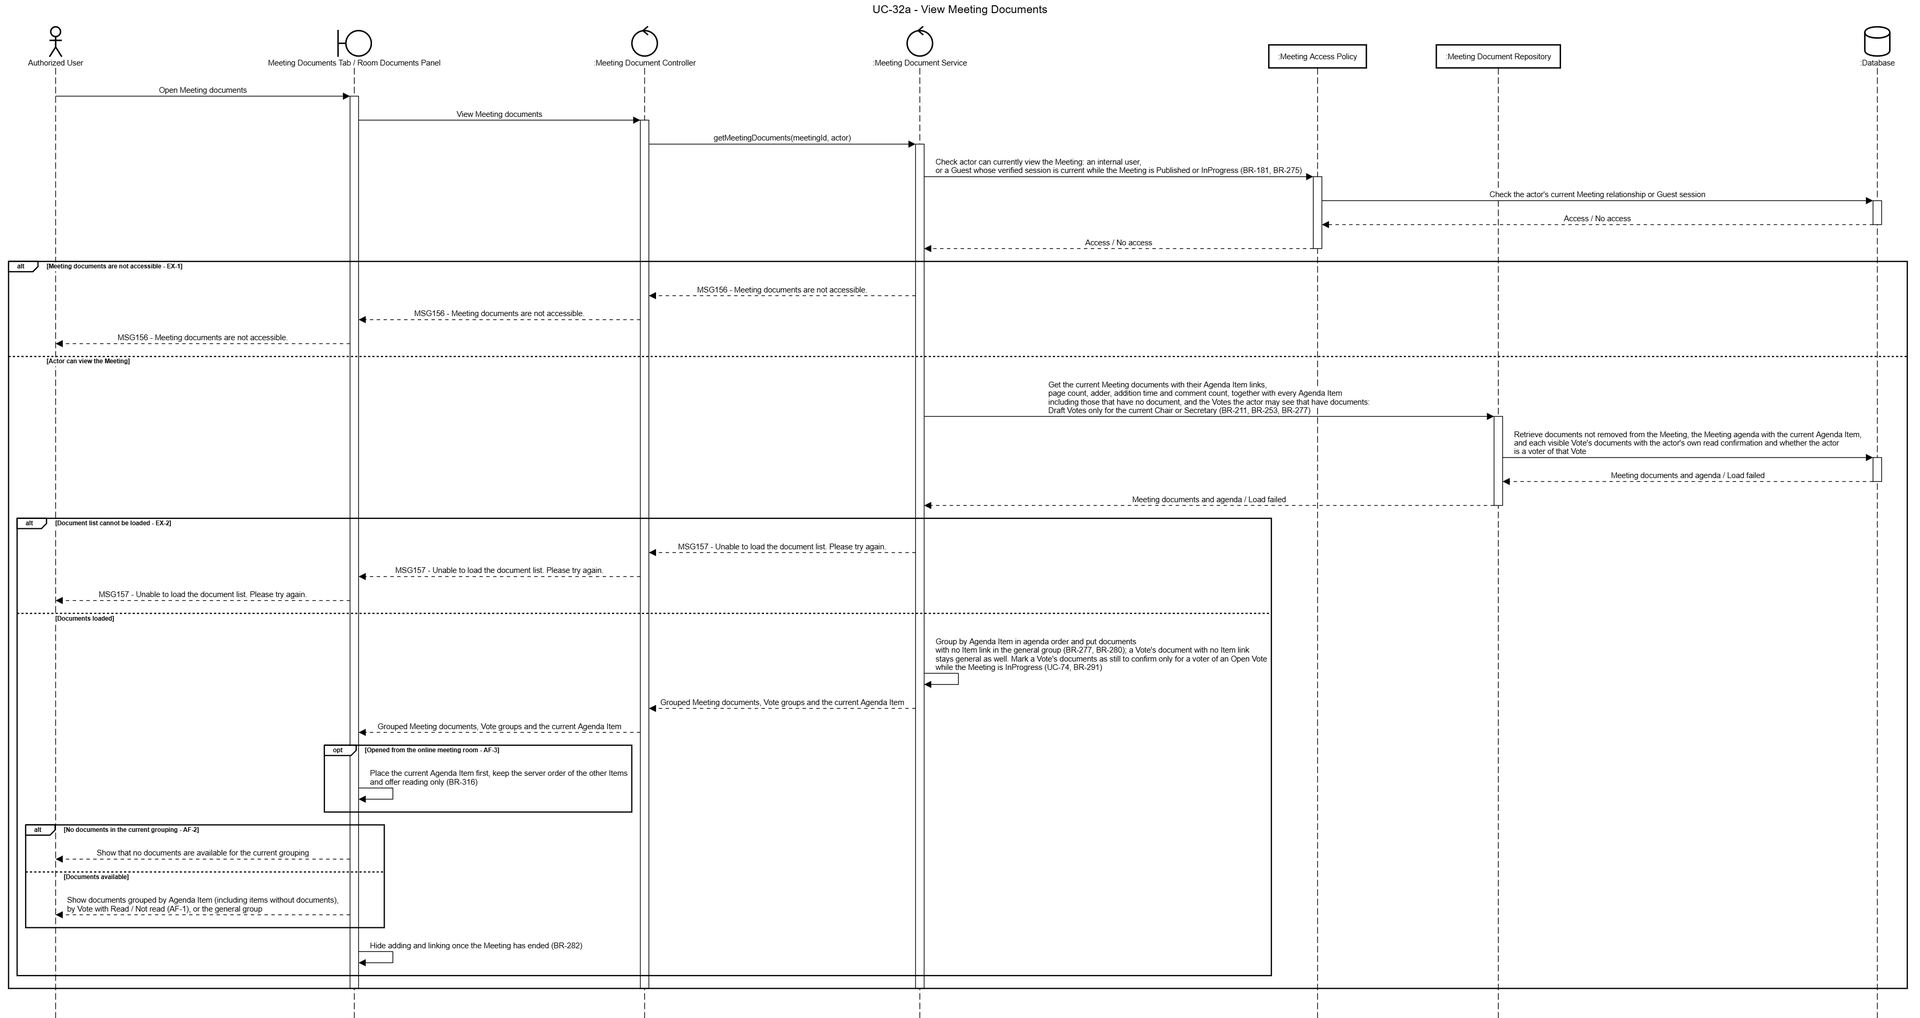 UC-32a - View Meeting Documents
Authorized User
Meeting Documents Tab / Room Documents Panel
:Meeting Document Controller
:Meeting Document Service
:Meeting Access Policy
:Meeting Document Repository
:Database
Open Meeting documents
View Meeting documents
getMeetingDocuments(meetingId, actor)
Check actor can currently view the Meeting: an internal user,
or a Guest whose verified session is current while the Meeting is Published or InProgress (BR-181, BR-275)
Check the actor's current Meeting relationship or Guest session
Access / No access
Access / No access
alt
[Meeting documents are not accessible - EX-1]
MSG156 - Meeting documents are not accessible.
MSG156 - Meeting documents are not accessible.
MSG156 - Meeting documents are not accessible.
[Actor can view the Meeting]
Get the current Meeting documents with their Agenda Item links,
page count, adder, addition time and comment count, together with every Agenda Item
including those that have no document, and the Votes the actor may see that have documents:
Draft Votes only for the current Chair or Secretary (BR-211, BR-253, BR-277)
Retrieve documents not removed from the Meeting, the Meeting agenda with the current Agenda Item,
and each visible Vote's documents with the actor's own read confirmation and whether the actor
is a voter of that Vote
Meeting documents and agenda / Load failed
Meeting documents and agenda / Load failed
alt
[Document list cannot be loaded - EX-2]
MSG157 - Unable to load the document list. Please try again.
MSG157 - Unable to load the document list. Please try again.
MSG157 - Unable to load the document list. Please try again.
[Documents loaded]
Group by Agenda Item in agenda order and put documents
with no Item link in the general group (BR-277, BR-280); a Vote's document with no Item link
stays general as well. Mark a Vote's documents as still to confirm only for a voter of an Open Vote
while the Meeting is InProgress (UC-74, BR-291)
Grouped Meeting documents, Vote groups and the current Agenda Item
Grouped Meeting documents, Vote groups and the current Agenda Item
opt
[Opened from the online meeting room - AF-3]
Place the current Agenda Item first, keep the server order of the other Items
and offer reading only (BR-316)
alt
[No documents in the current grouping - AF-2]
Show that no documents are available for the current grouping
[Documents available]
Show documents grouped by Agenda Item (including items without documents),
by Vote with Read / Not read (AF-1), or the general group
Hide adding and linking once the Meeting has ended (BR-282)